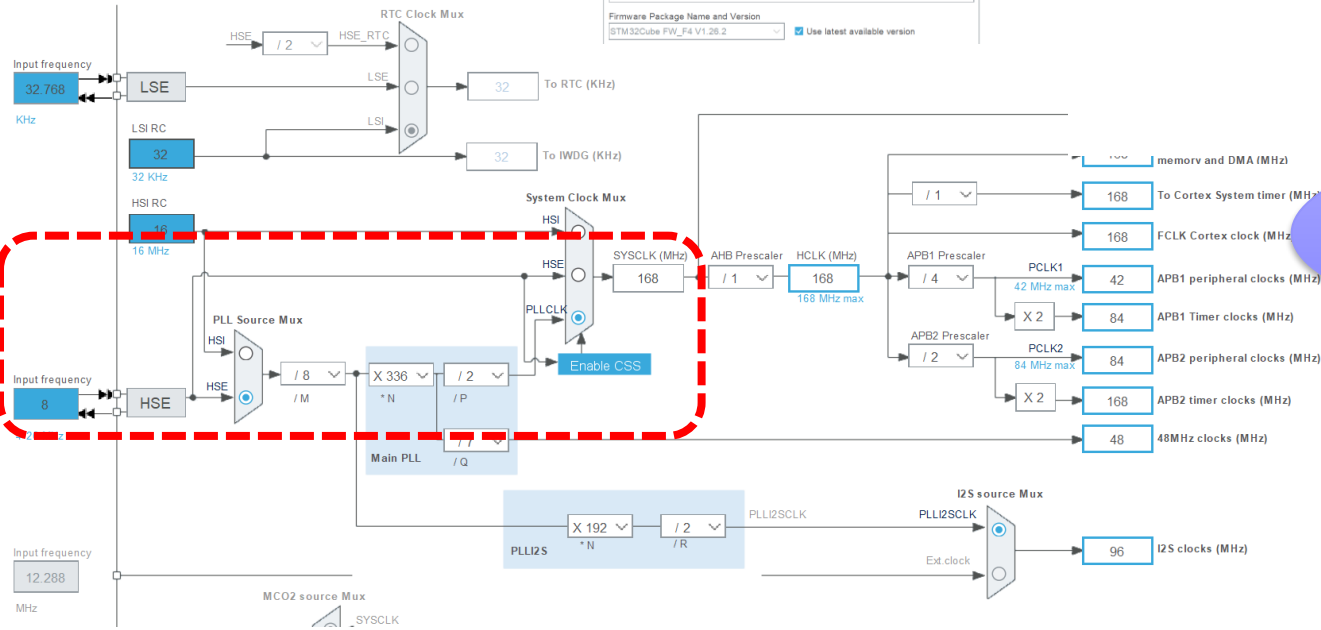 RTC Clock Mux
Firmware Package Name and Version
STM32Cube FW_F4 V1.26.2
Use latest available version
HSE
/ 2
HSE_RTC
Input frequency
32.768
KHz
LSE
LSE
32
To RTC (KHz)
LSI RC
LSI
32
32 KHz
32
To IWDG (KHz)
memory and DMA (MHz)
HSI RC
16
16 MHz
System Clock Mux
HSI
HSE
PLLCLK
SYSCLK (MHz)
168
AHB Prescaler
/ 1
HCLK (MHz)
168
168 MHz max
/ 1
168
To Cortex System timer (MHz)
168
FCLK Cortex clock (MHz
APB1 Prescaler
/ 4
PCLK1
42 MHz max
42
APB1 peripheral clocks (MHz)
X 2
84
APB1 Timer clocks (MHz)
APB2 Prescaler
/ 2
PCLK2
84 MHz max
84
APB2 peripheral clocks (MHz)
X 2
168
APB2 timer clocks (MHz)
48
48MHz clocks (MHz)
PLL Source Mux
HSI
HSE
Enable CSS
Input frequency
8
HSE
/ 8
/ M
X 336
* N
/ 2
/ P
/ 7
/ Q
Main PLL
I2S source Mux
PLLI2S
X 192
* N
/ 2
/ R
PLLI2SCLK
PLLI2SCLK
Ext.clock
96
I2S clocks (MHz)
Input frequency
12.288
MHz
MCO2 source Mux
SYSCLK